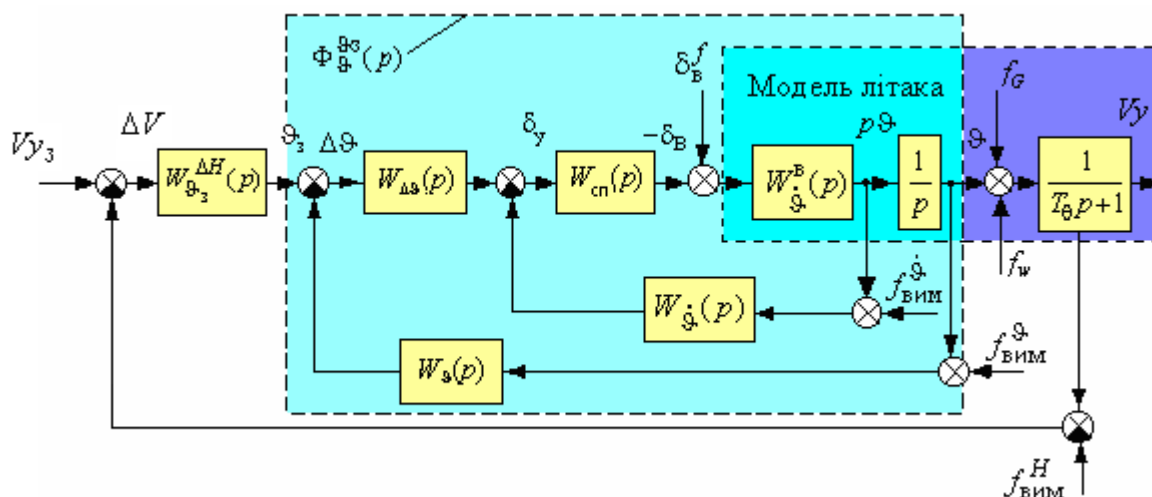 Φ_ϑ^ϑз(p)
δ_в^f
Модель літака
f_G
Vy
Vy_з
ΔV
W_ϑз^ΔH(p)
ϑ_з
Δϑ
W_Δϑ(p)
δ_у
W_сп(p)
−δ_В
W_ϑ̇^В(p)
pϑ
1/p
ϑ
1/(T_θ p+1)
f_w
W_ϑ̇(p)
f_вим^ϑ̇
W_ϑ(p)
f_вим^ϑ
f_вим^H